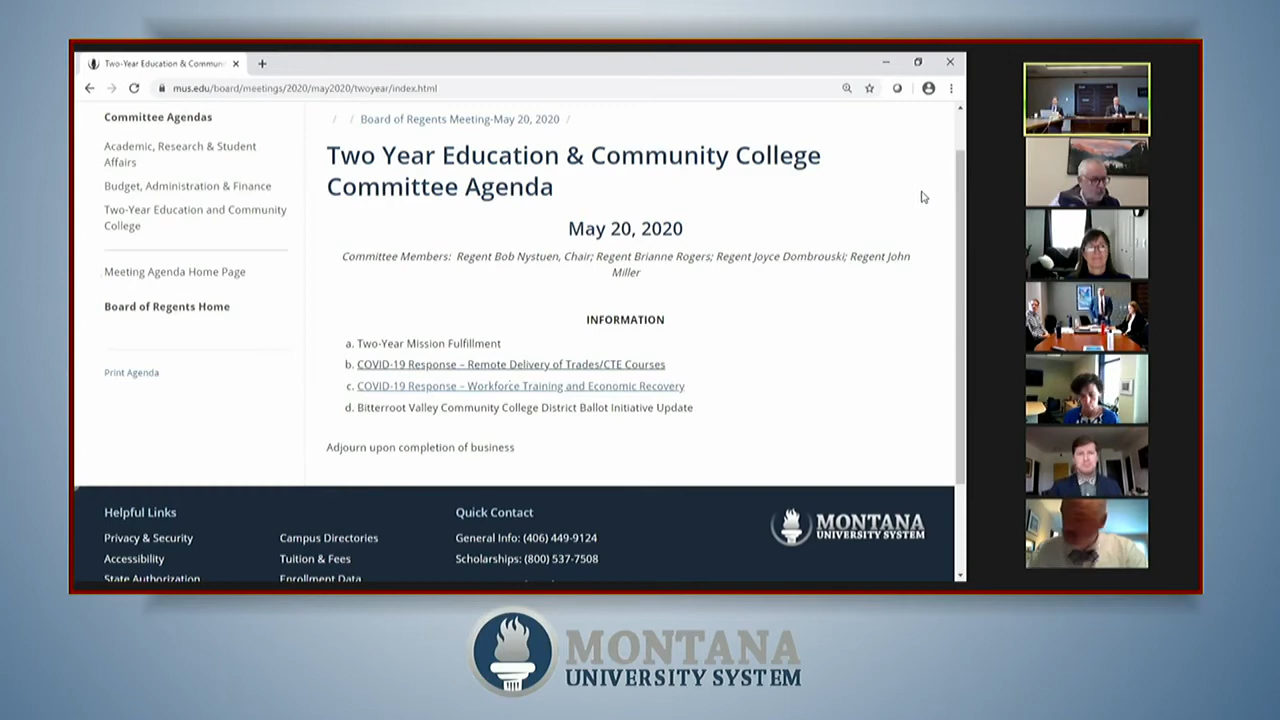 Two-Year Education & Commun
mus.edu/board/meetings/2020/may2020/twoyear/index.html
Committee Agendas
Academic, Research & Student
Affairs
Budget, Administration & Finance
Two-Year Education and Community
College
Meeting Agenda Home Page
Board of Regents Home
Print Agenda
/ / Board of Regents Meeting-May 20, 2020 /
Two Year Education & Community College
Committee Agenda
May 20, 2020
Committee Members: Regent Bob Nystuen, Chair; Regent Brianne Rogers; Regent Joyce Dombrouski; Regent John
Miller
INFORMATION
a. Two-Year Mission Fulfillment
b. COVID-19 Response – Remote Delivery of Trades/CTE Courses
c. COVID-19 Response – Workforce Training and Economic Recovery
d. Bitterroot Valley Community College District Ballot Initiative Update
Adjourn upon completion of business
Helpful Links
Privacy & Security
Accessibility
State Authorization
Campus Directories
Tuition & Fees
Enrollment Data
Quick Contact
General Info: (406) 449-9124
Scholarships: (800) 537-7508
MONTANA
UNIVERSITY SYSTEM
MONTANA
UNIVERSITY SYSTEM